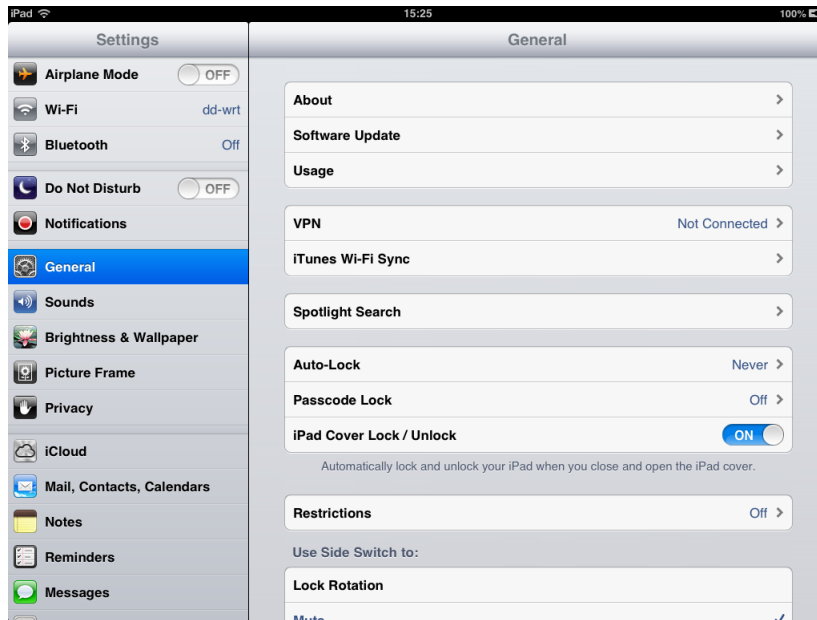 iPad 15:25 100%
Settings
Airplane Mode OFF
Wi-Fi dd-wrt
Bluetooth Off
Do Not Disturb OFF
Notifications
General
Sounds
Brightness & Wallpaper
Picture Frame
Privacy
iCloud
Mail, Contacts, Calendars
Notes
Reminders
Messages
General
About
Software Update
Usage
VPN Not Connected
iTunes Wi-Fi Sync
Spotlight Search
Auto-Lock Never
Passcode Lock Off
iPad Cover Lock / Unlock ON
Automatically lock and unlock your iPad when you close and open the iPad cover.
Restrictions Off
Use Side Switch to:
Lock Rotation
Mute